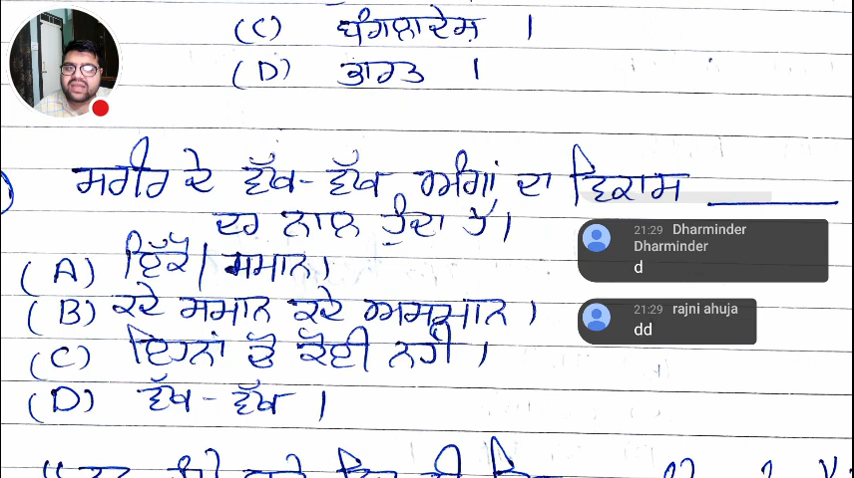 (C) ਬੰਗਲਾਦੇਸ਼ ।
(D) ਭਾਰਤ ।
ਸਰੀਰ ਦੇ ਵੱਖ-ਵੱਖ ਅੰਗਾਂ ਦਾ ਵਿਕਾਸ ______
ਦਰ ਨਾਲ ਹੁੰਦਾ ਹੈ।
(A) ਇੱਕੋ/ਸਮਾਨ।
(B) ਕਦੇ ਸਮਾਨ ਕਦੇ ਅਸਮਾਨ ।
(C) ਇਹਨਾਂ ਚੋਂ ਕੋਈ ਨਹੀਂ ।
(D) ਵੱਖ-ਵੱਖ ।
21:29 Dharminder
Dharminder
d
21:29 rajni ahuja
dd